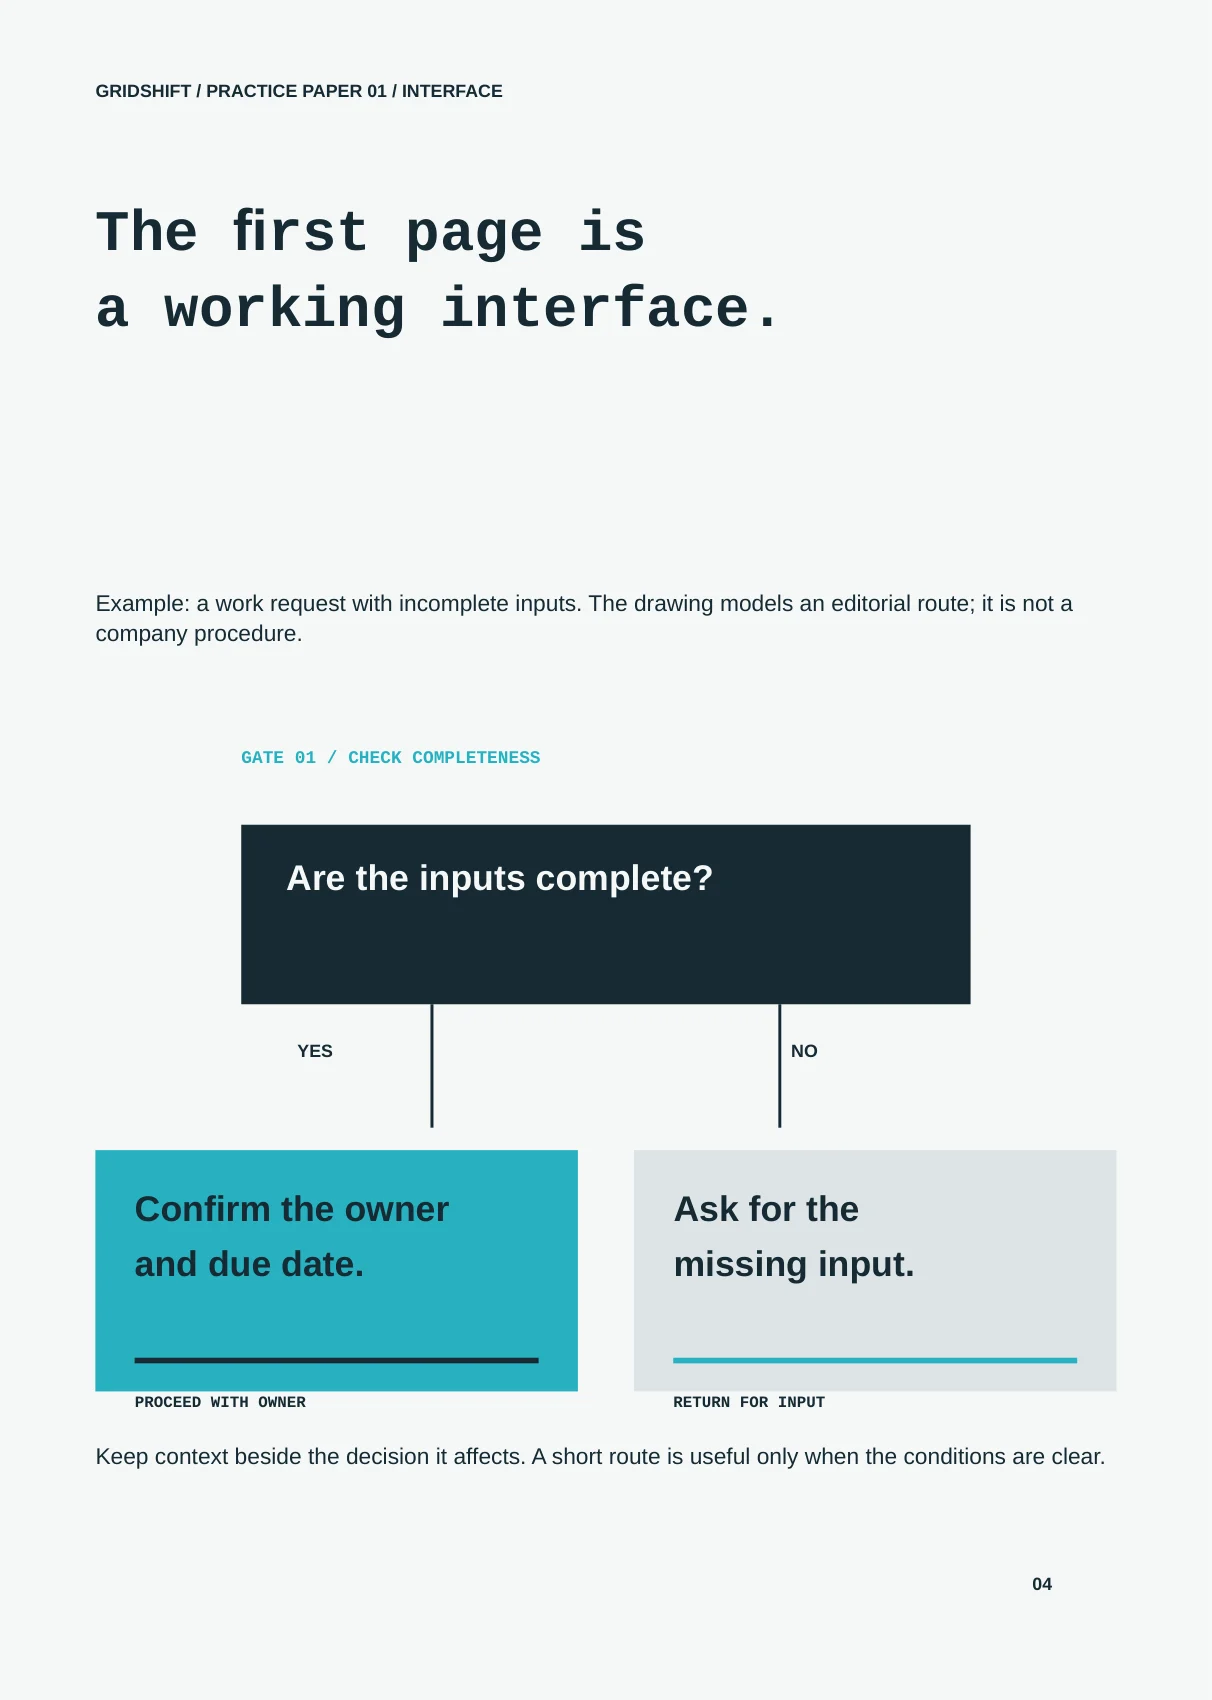 GRIDSHIFT / PRACTICE PAPER 01 / INTERFACE
The first page is
a working interface.
Example: a work request with incomplete inputs. The drawing models an editorial route; it is not a
company procedure.
GATE 01 / CHECK COMPLETENESS
Are the inputs complete?
YES
NO
Confirm the owner
and due date.
PROCEED WITH OWNER
Ask for the
missing input.
RETURN FOR INPUT
Keep context beside the decision it affects. A short route is useful only when the conditions are clear.
04